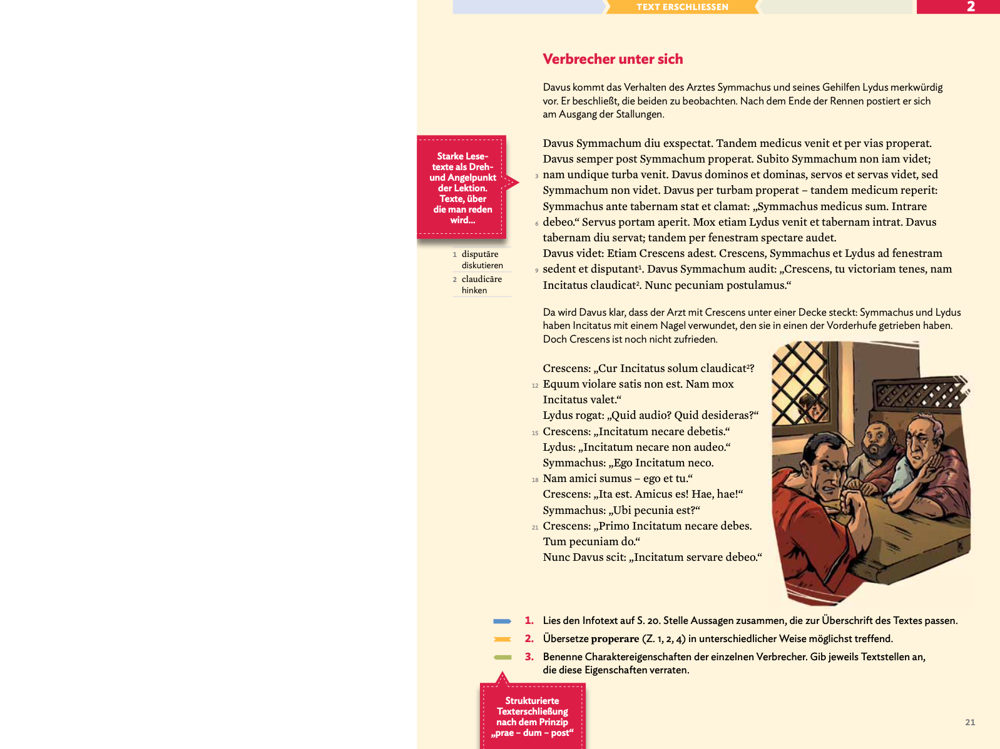 TEXT ERSCHLIESSEN
2
Verbrecher unter sich
Davus kommt das Verhalten des Arztes Symmachus und seines Gehilfen Lydus merkwürdig
vor. Er beschließt, die beiden zu beobachten. Nach dem Ende der Rennen postiert er sich
am Ausgang der Stallungen.
Davus Symmachum diu exspectat. Tandem medicus venit et per vias properat.
Davus semper post Symmachum properat. Subito Symmachum non iam videt;
3 nam undique turba venit. Davus dominos et dominas, servos et servas videt, sed
Symmachum non videt. Davus per turbam properat – tandem medicum reperit:
Symmachus ante tabernam stat et clamat: „Symmachus medicus sum. Intrare
6 debeo.“ Servus portam aperit. Mox etiam Lydus venit et tabernam intrat. Davus
tabernam diu servat; tandem per fenestram spectare audet.
Davus videt: Etiam Crescens adest. Crescens, Symmachus et Lydus ad fenestram
9 sedent et disputant¹. Davus Symmachum audit: „Crescens, tu victoriam tenes, nam
Incitatus claudicat². Nunc pecuniam postulamus.“
Starke Lese-
texte als Dreh-
und Angelpunkt
der Lektion.
Texte, über
die man reden
wird...
1 disputāre
diskutieren
2 claudicāre
hinken
Da wird Davus klar, dass der Arzt mit Crescens unter einer Decke steckt: Symmachus und Lydus
haben Incitatus mit einem Nagel verwundet, den sie in einen der Vorderhufe getrieben haben.
Doch Crescens ist noch nicht zufrieden.
Crescens: „Cur Incitatus solum claudicat²?
12 Equum violare satis non est. Nam mox
Incitatus valet.“
Lydus rogat: „Quid audio? Quid desideras?“
15 Crescens: „Incitatum necare debetis.“
Lydus: „Incitatum necare non audeo.“
Symmachus: „Ego Incitatum neco.
18 Nam amici sumus – ego et tu.“
Crescens: „Ita est. Amicus es! Hae, hae!“
Symmachus: „Ubi pecunia est?“
21 Crescens: „Primo Incitatum necare debes.
Tum pecuniam do.“
Nunc Davus scit: „Incitatum servare debeo.“
1. Lies den Infotext auf S. 20. Stelle Aussagen zusammen, die zur Überschrift des Textes passen.
2. Übersetze properare (Z. 1, 2, 4) in unterschiedlicher Weise möglichst treffend.
3. Benenne Charaktereigenschaften der einzelnen Verbrecher. Gib jeweils Textstellen an,
die diese Eigenschaften verraten.
Strukturierte
Texterschließung
nach dem Prinzip
„prae – dum – post“
21